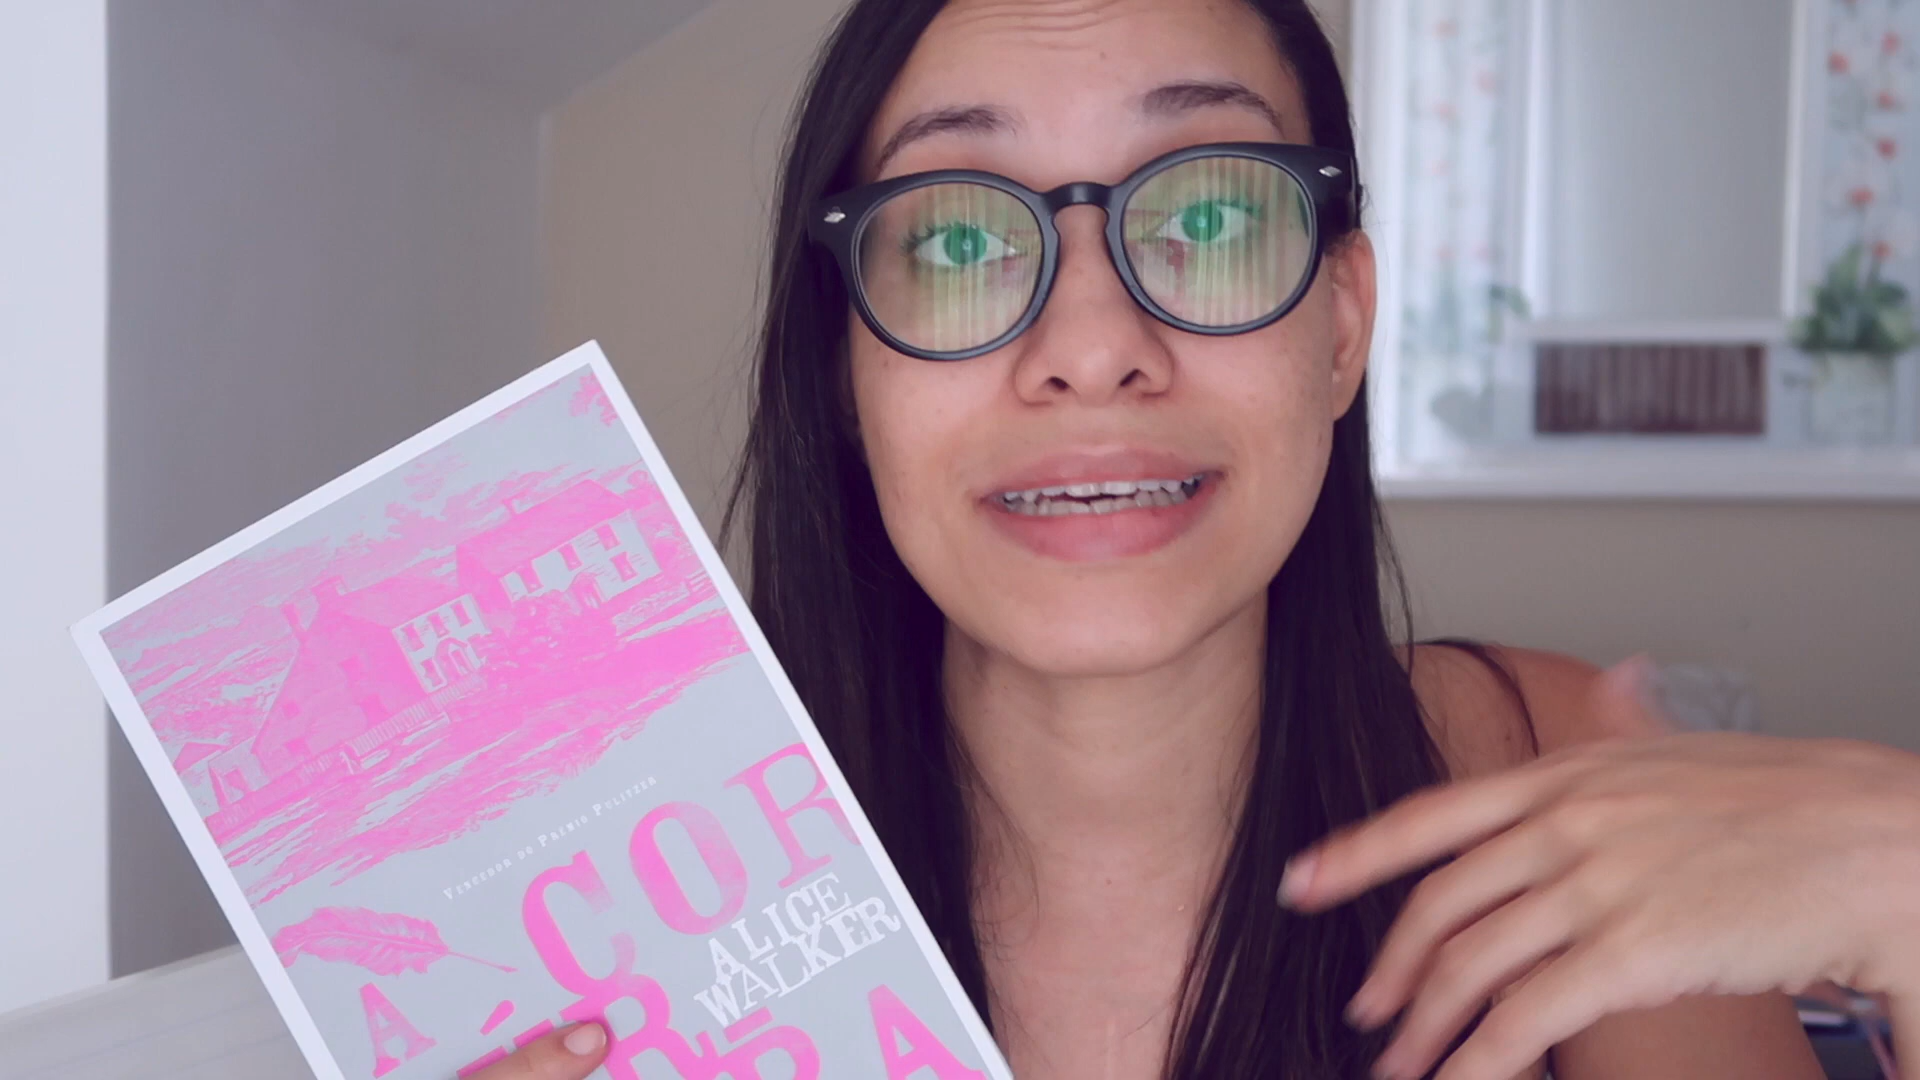 VENCEDOR DO PRÊMIO PULITZER
A COR
ALICE
WALKER